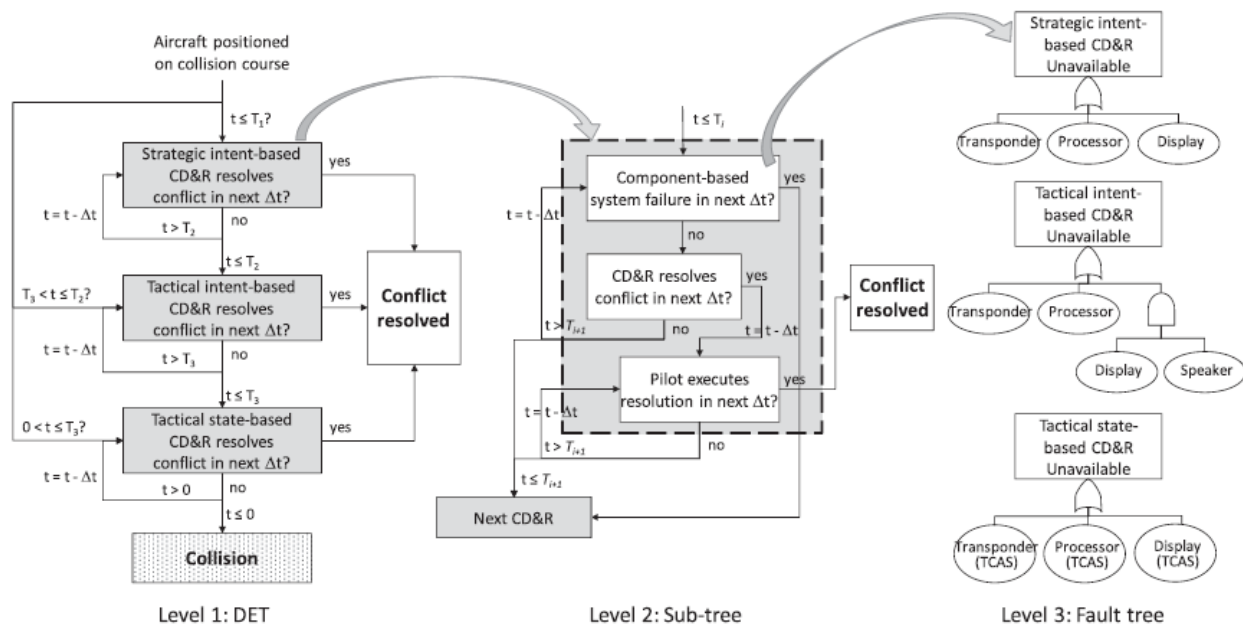 Aircraft positioned
on collision course
t ≤ T₁?
Strategic intent-based
CD&R resolves
conflict in next Δt?
yes
t = t - Δt
no
t > T₂
t ≤ T₂
T₃ < t ≤ T₂?
Tactical intent-based
CD&R resolves
conflict in next Δt?
yes
t = t - Δt
no
t > T₃
t ≤ T₃
0 < t ≤ T₃?
Tactical state-based
CD&R resolves
conflict in next Δt?
yes
t = t - Δt
no
t > 0
t ≤ 0
Collision
Conflict
resolved
Level 1: DET
t ≤ Tᵢ
Component-based
system failure in next Δt?
yes
t = t - Δt
no
CD&R resolves
conflict in next Δt?
yes
t > Tᵢ₊₁
no
t = t - Δt
Pilot executes
resolution in next Δt?
yes
t = t - Δt
t > Tᵢ₊₁
no
t ≤ Tᵢ₊₁
Next CD&R
Conflict
resolved
Level 2: Sub-tree
Strategic intent-
based CD&R
Unavailable
Transponder
Processor
Display
Tactical intent-
based CD&R
Unavailable
Transponder
Processor
Display
Speaker
Tactical state-
based CD&R
Unavailable
Transponder
(TCAS)
Processor
(TCAS)
Display
(TCAS)
Level 3: Fault tree